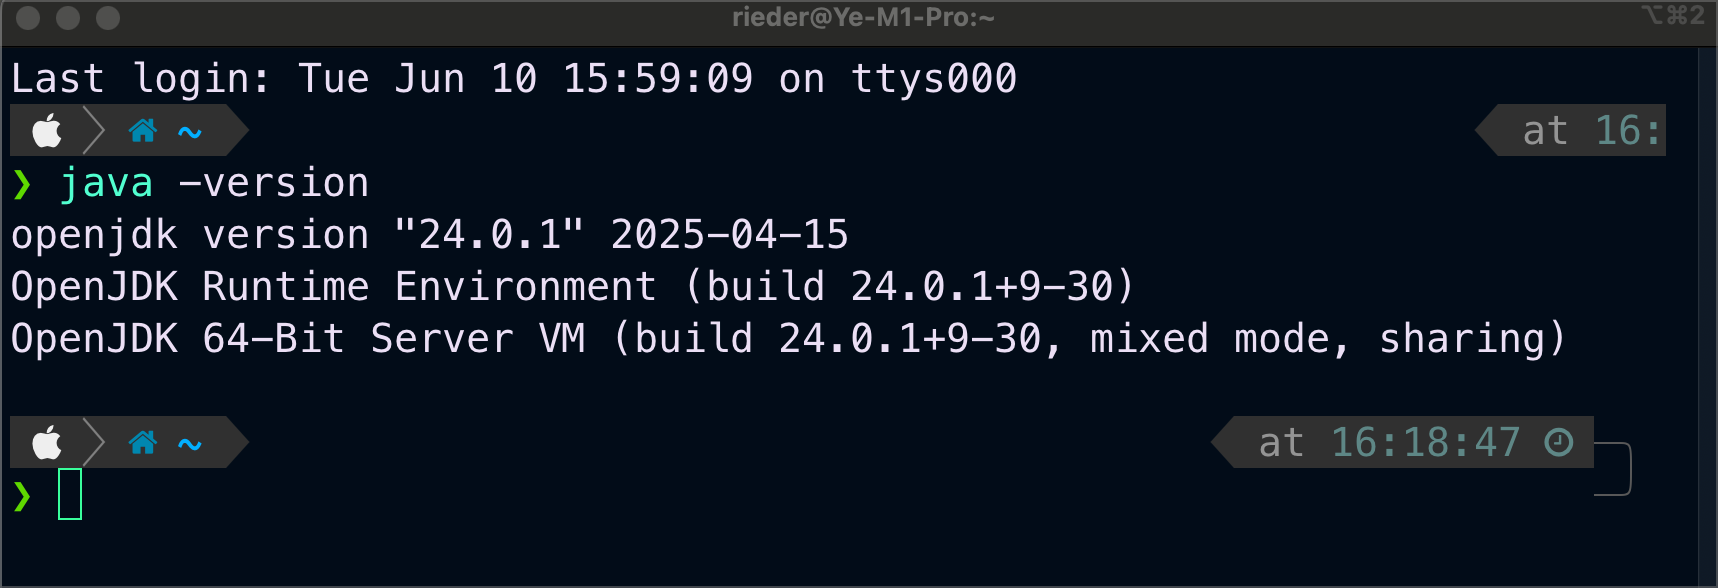 rieder@Ye-M1-Pro:~
⌥⌘2
Last login: Tue Jun 10 15:59:09 on ttys000
~
at 16:
❯ java -version
openjdk version "24.0.1" 2025-04-15
OpenJDK Runtime Environment (build 24.0.1+9-30)
OpenJDK 64-Bit Server VM (build 24.0.1+9-30, mixed mode, sharing)
~
at 16:18:47
❯